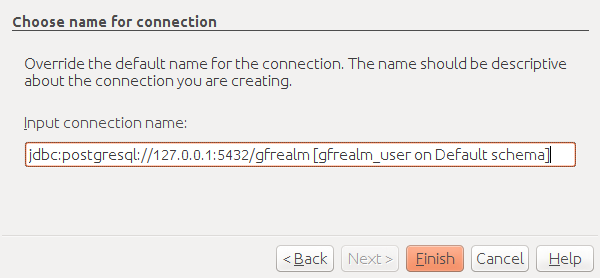 Choose name for connection
Override the default name for the connection. The name should be descriptive
about the connection you are creating.
Input connection name:
jdbc:postgresql://127.0.0.1:5432/gfrealm [gfrealm_user on Default schema]
< Back Next > Finish Cancel Help